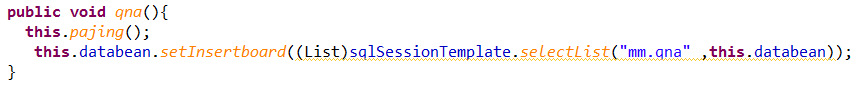 public void qna(){
this.pajing();
this.databean.setInsertboard((List)sqlSessionTemplate.selectList("mm.qna" ,this.databean));
}